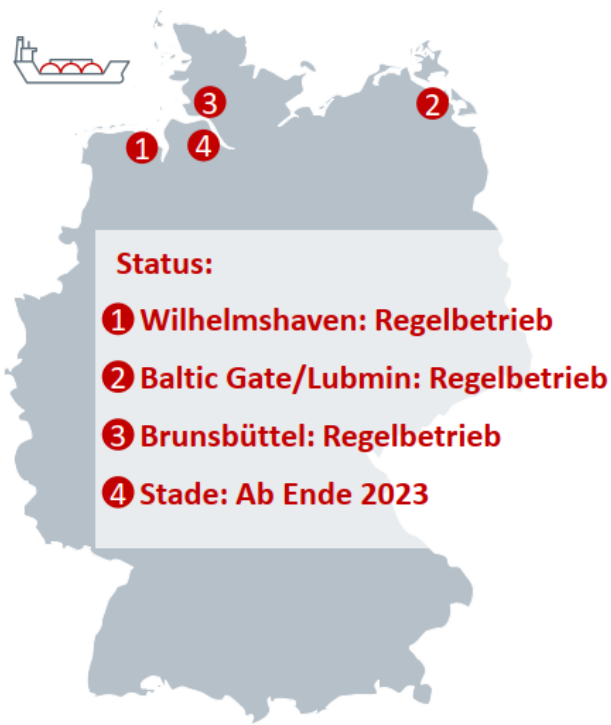 3
2
1
4
Status:
1 Wilhelmshaven: Regelbetrieb
2 Baltic Gate/Lubmin: Regelbetrieb
3 Brunsbüttel: Regelbetrieb
4 Stade: Ab Ende 2023